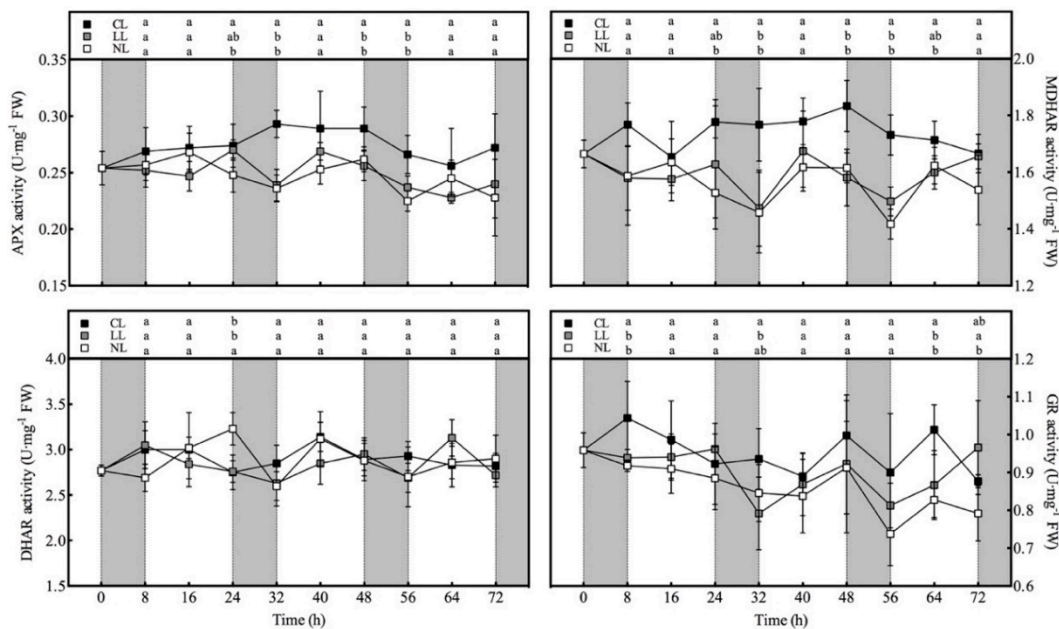 CL a a a a a a a a a
LL a a ab b a b b a a
NL a a b b a b b a a
0.35
0.30
0.25
0.20
0.15
APX activity (U·mg⁻¹ FW)
CL a a a a a a a a a
LL a a ab b a b b ab a
NL a a b b a b b a a
2.0
1.8
1.6
1.4
1.2
MDHAR activity (U·mg⁻¹ FW)
CL a a b a a a a a a
LL a a b a a a a a a
NL a a a a a a a a a
4.0
3.5
3.0
2.5
2.0
1.5
DHAR activity (U·mg⁻¹ FW)
0 8 16 24 32 40 48 56 64 72
Time (h)
CL a a a a a a a a ab
LL b a a b a a a b a
NL b a a ab a a a b b
1.2
1.1
1.0
0.9
0.8
0.7
0.6
GR activity (U·mg⁻¹ FW)
0 8 16 24 32 40 48 56 64 72
Time (h)